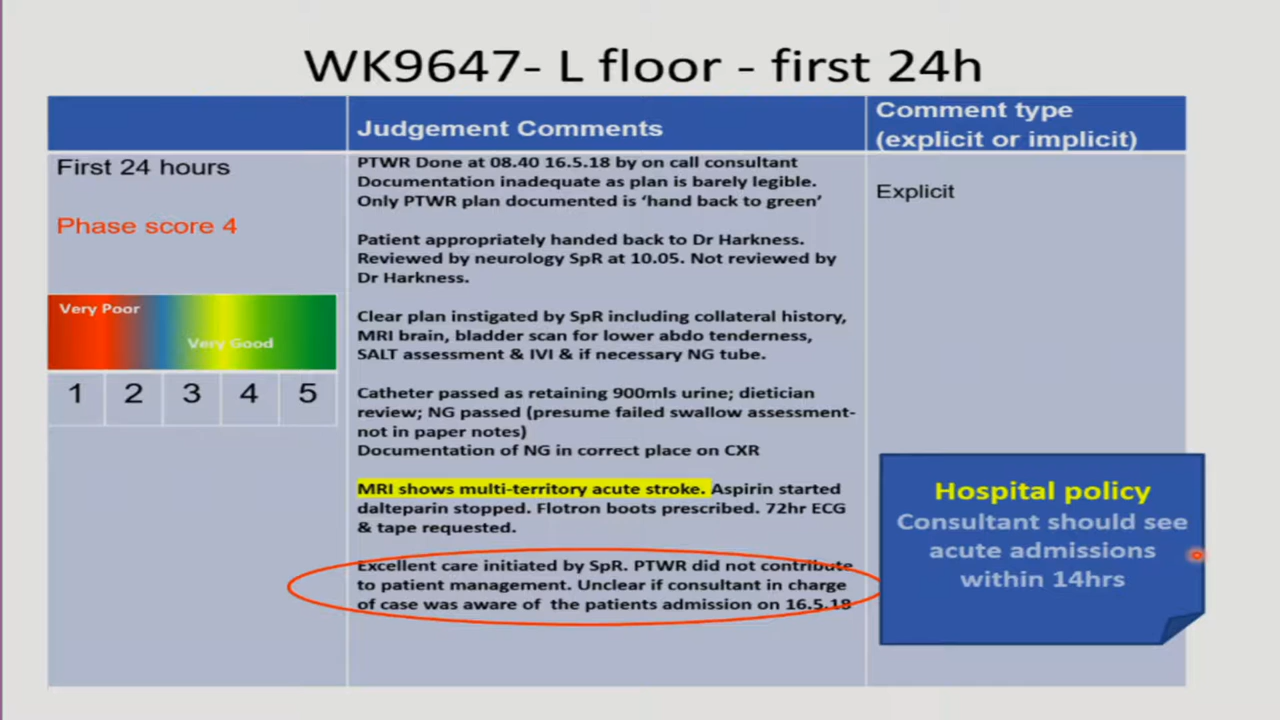 WK9647- L floor - first 24h
Judgement Comments
Comment type
(explicit or implicit)
First 24 hours
Phase score 4
Very Poor
Very Good
1 2 3 4 5
PTWR Done at 08.40 16.5.18 by on call consultant
Documentation inadequate as plan is barely legible.
Only PTWR plan documented is ‘hand back to green’
Patient appropriately handed back to Dr Harkness.
Reviewed by neurology SpR at 10.05. Not reviewed by
Dr Harkness.
Clear plan instigated by SpR including collateral history,
MRI brain, bladder scan for lower abdo tenderness,
SALT assessment & IVI & if necessary NG tube.
Catheter passed as retaining 900mls urine; dietician
review; NG passed (presume failed swallow assessment-
not in paper notes)
Documentation of NG in correct place on CXR
MRI shows multi-territory acute stroke. Aspirin started
dalteparin stopped. Flotron boots prescribed. 72hr ECG
& tape requested.
Excellent care initiated by SpR. PTWR did not contribute
to patient management. Unclear if consultant in charge
of case was aware of the patients admission on 16.5.18
Explicit
Hospital policy
Consultant should see
acute admissions
within 14hrs